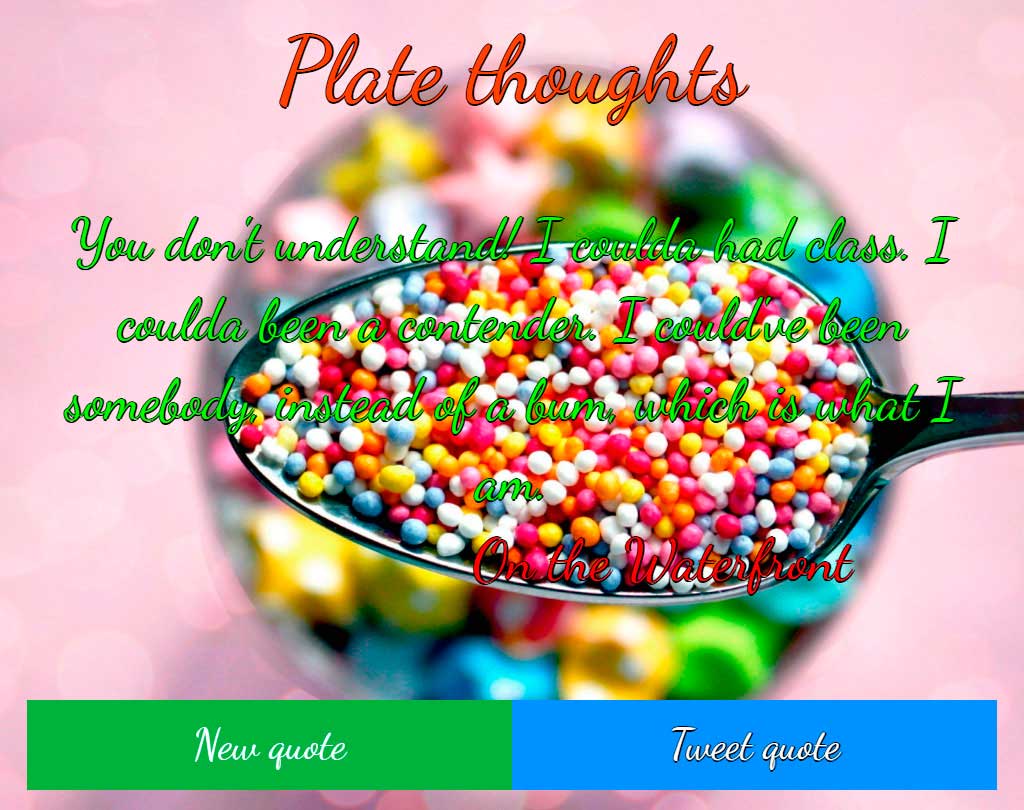 Plate thoughts
You don't understand! I coulda had class. I
coulda been a contender. I could've been
somebody, instead of a bum, which is what I
am.
On the Waterfront
New quote
Tweet quote